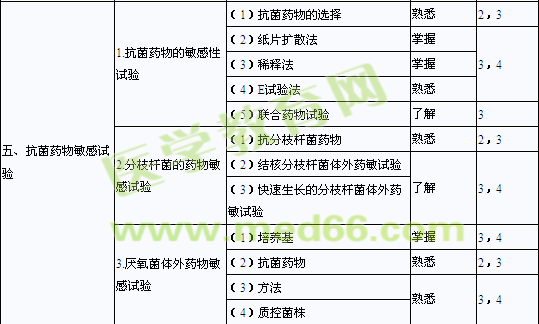 （1）抗菌药物的选择 熟悉 2，3
1.抗菌药物的敏感性
试验
（2）纸片扩散法 掌握
（3）稀释法 掌握 3，4
（4）E试验法 熟悉
（5）联合药物试验 了解 3
五、抗菌药物敏感试
验
2.分枝杆菌的药物敏
感试验
（1）抗分枝杆菌药物 熟悉 2，3
（2）结核分枝杆菌体外药敏试验
（3）快速生长的分枝杆菌体外药
敏试验
了解 3，4
3.厌氧菌体外药物敏
感试验
（1）培养基 掌握 3，4
（2）抗菌药物 熟悉 2，3
（3）方法
（4）质控菌株
熟悉 3，4
医学教育网
www.med66.com